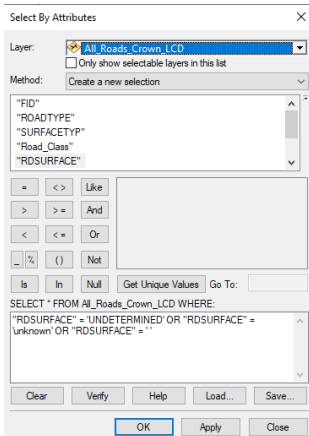 Select By Attributes
Layer: All_Roads_Crown_LCD
Only show selectable layers in this list
Method: Create a new selection
"FID"
"ROADTYPE"
"SURFACETYP"
"Road_Class"
"RDSURFACE"
= <> Like
> >= And
< <= Or
_ % () Not
Is In Null Get Unique Values Go To:
SELECT * FROM All_Roads_Crown_LCD WHERE:
"RDSURFACE" = 'UNDETERMINED' OR "RDSURFACE" =
'unknown' OR "RDSURFACE" = ' '
Clear Verify Help Load... Save...
OK Apply Close